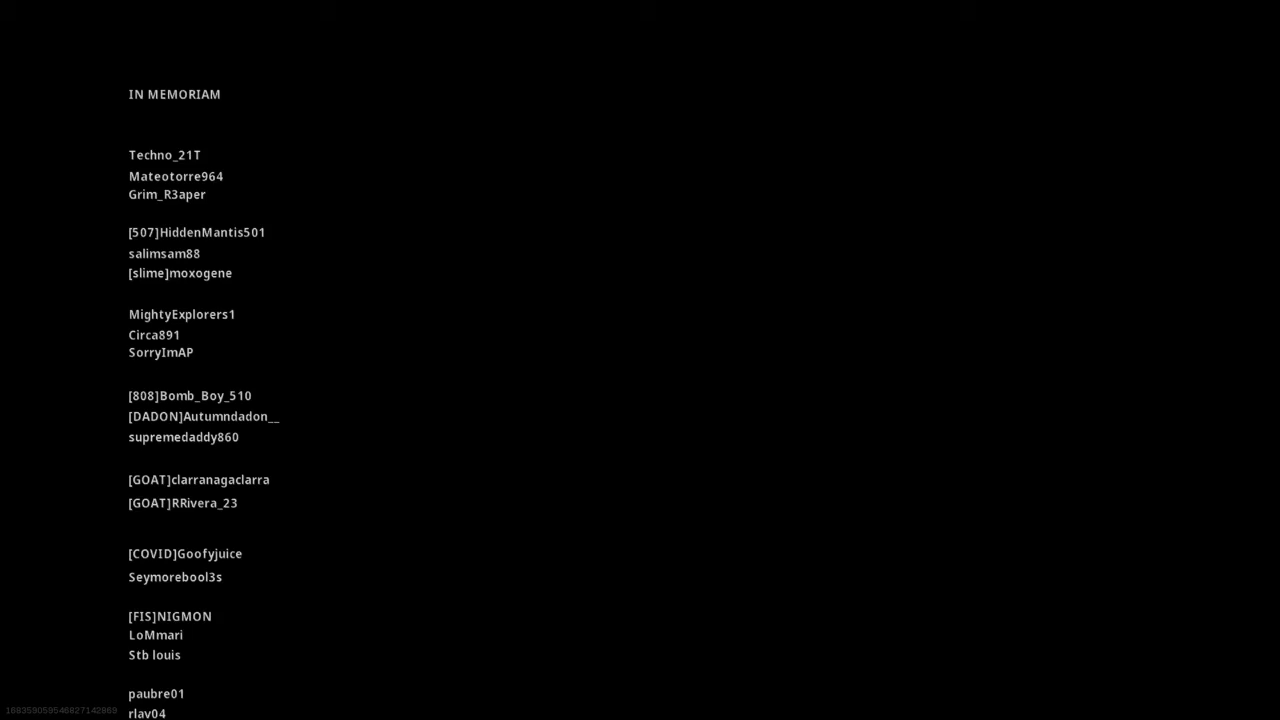 IN MEMORIAM
Techno_21T
Mateotorre964
Grim_R3aper
[507]HiddenMantis501
salimsam88
[slime]moxogene
MightyExplorers1
Circa891
SorryImAP
[808]Bomb_Boy_510
[DADON]Autumndadon__
supremedaddy860
[GOAT]clarranagaclarra
[GOAT]RRivera_23
[COVID]Goofyjuice
Seymorebool3s
[FIS]NIGMON
LoMmari
Stb louis
paubre01
rlav04